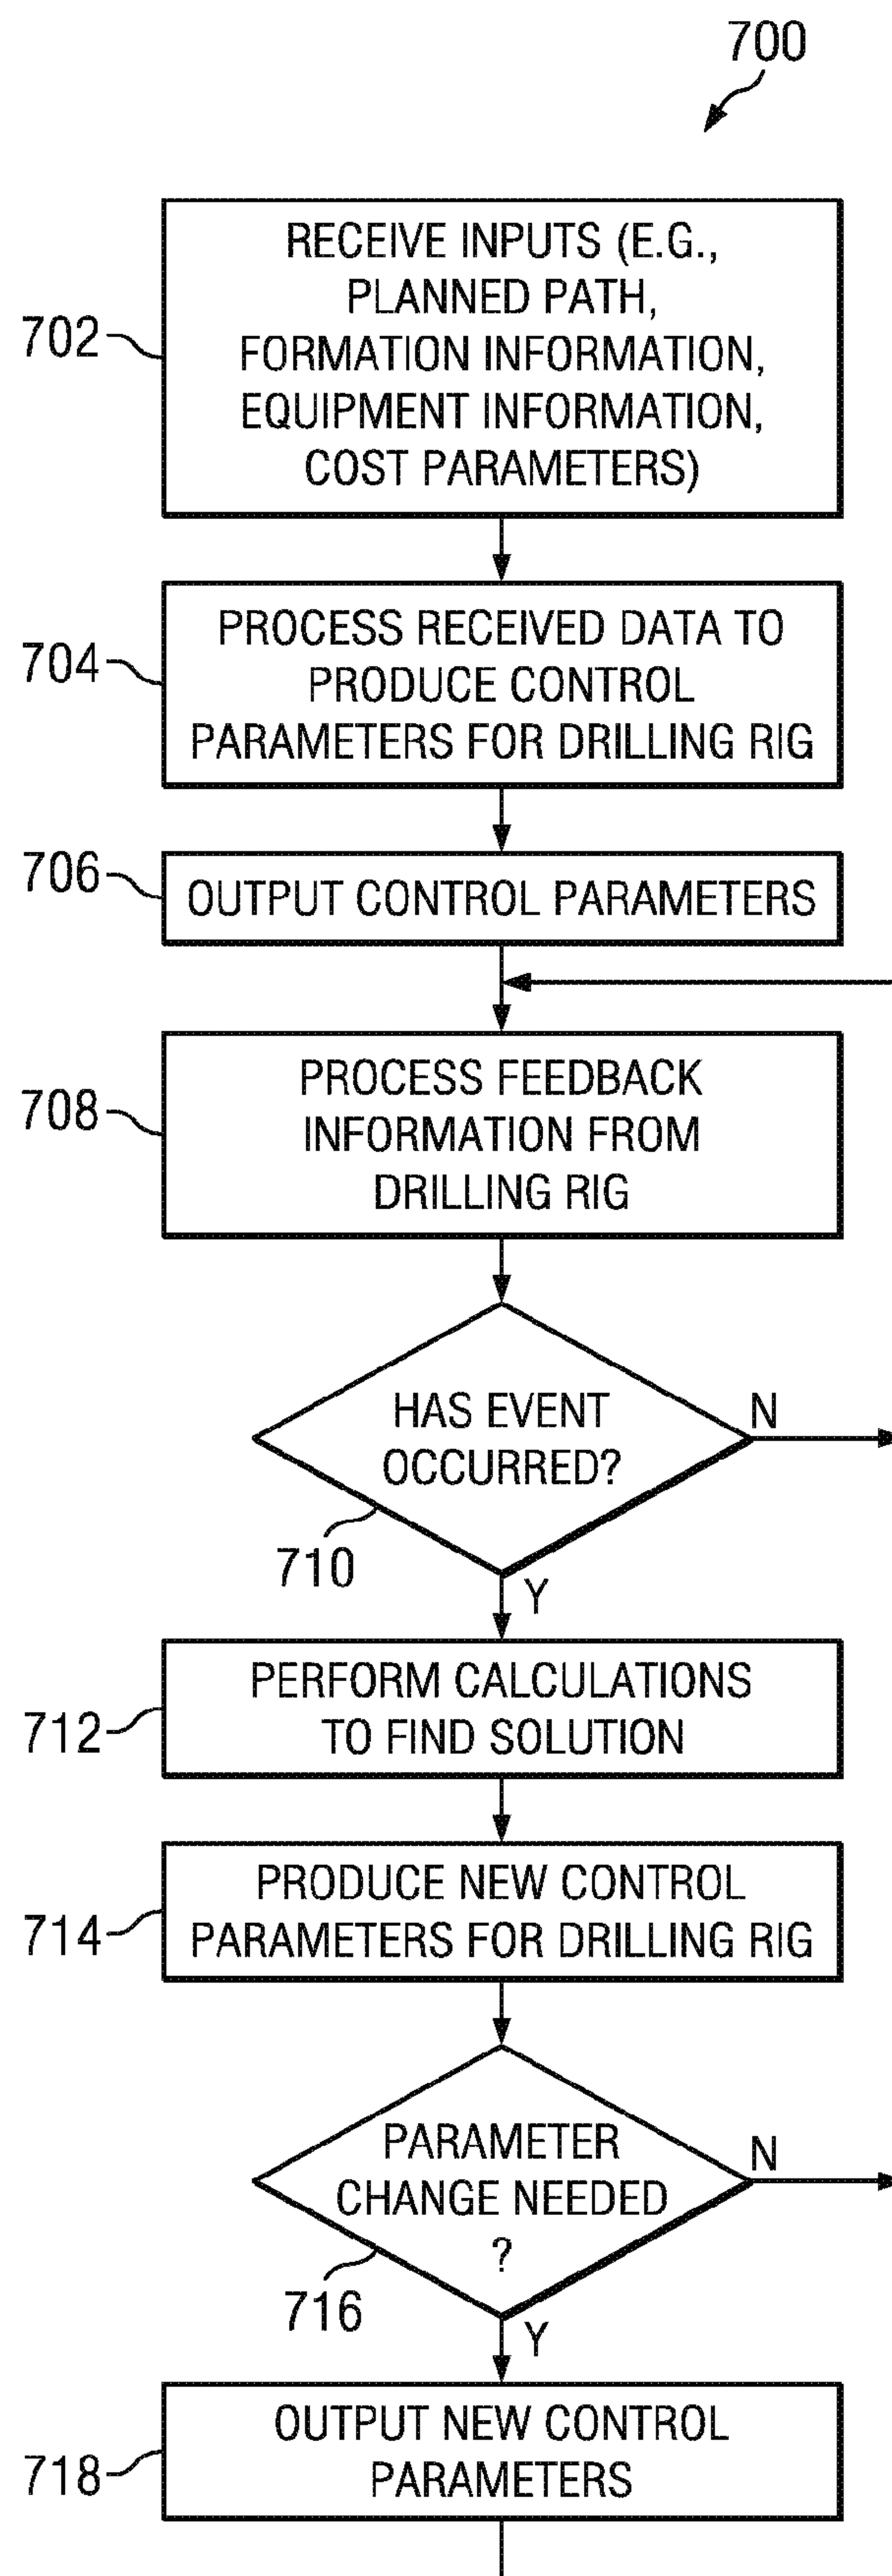 700
702
RECEIVE INPUTS (E.G.,
PLANNED PATH,
FORMATION INFORMATION,
EQUIPMENT INFORMATION,
COST PARAMETERS)
704
PROCESS RECEIVED DATA TO
PRODUCE CONTROL
PARAMETERS FOR DRILLING RIG
706
OUTPUT CONTROL PARAMETERS
708
PROCESS FEEDBACK
INFORMATION FROM
DRILLING RIG
HAS EVENT
OCCURRED?
N
710
Y
712
PERFORM CALCULATIONS
TO FIND SOLUTION
714
PRODUCE NEW CONTROL
PARAMETERS FOR DRILLING RIG
PARAMETER
CHANGE NEEDED
?
N
716
Y
718
OUTPUT NEW CONTROL
PARAMETERS